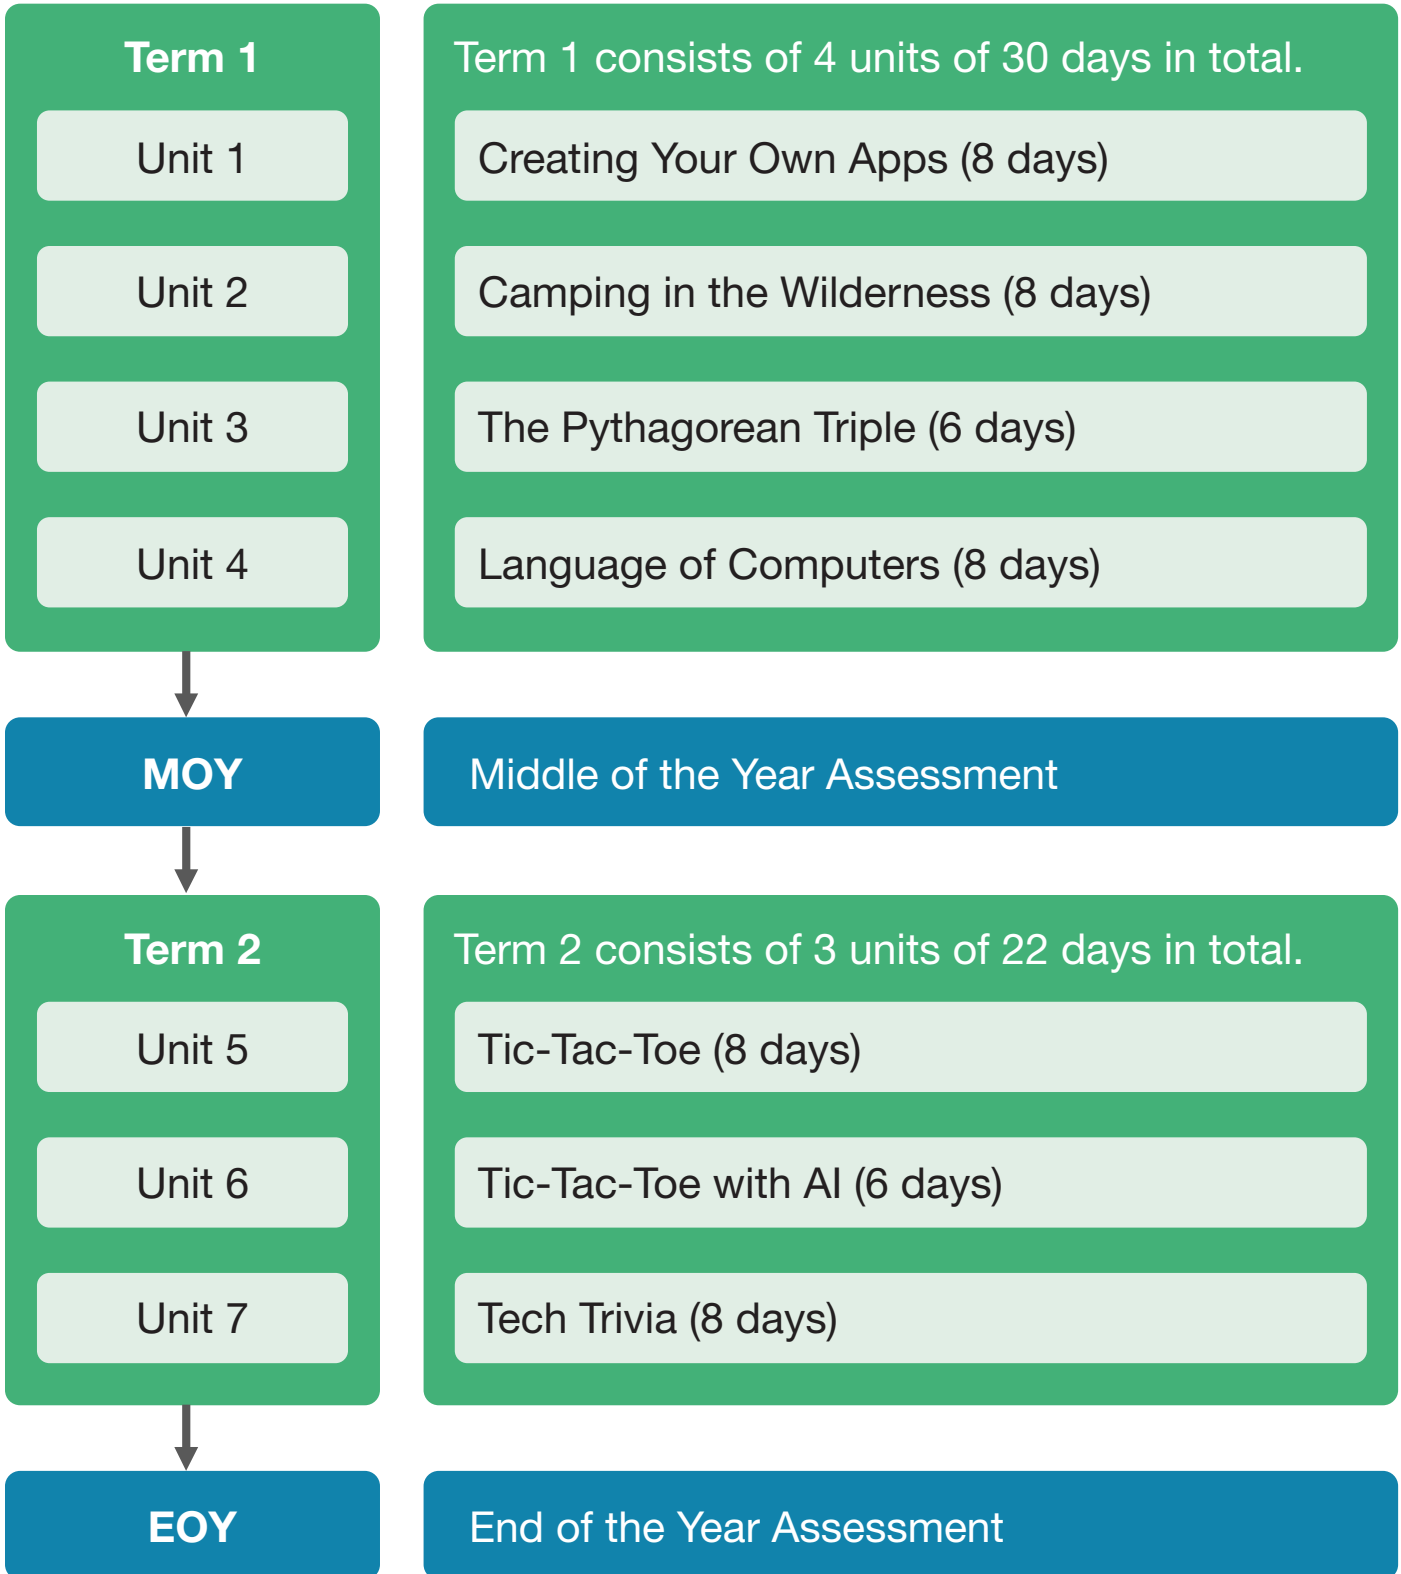 Term 1
Term 1 consists of 4 units of 30 days in total.
Unit 1
Creating Your Own Apps (8 days)
Unit 2
Camping in the Wilderness (8 days)
Unit 3
The Pythagorean Triple (6 days)
Unit 4
Language of Computers (8 days)
MOY
Middle of the Year Assessment
Term 2
Term 2 consists of 3 units of 22 days in total.
Unit 5
Tic-Tac-Toe (8 days)
Unit 6
Tic-Tac-Toe with AI (6 days)
Unit 7
Tech Trivia (8 days)
EOY
End of the Year Assessment